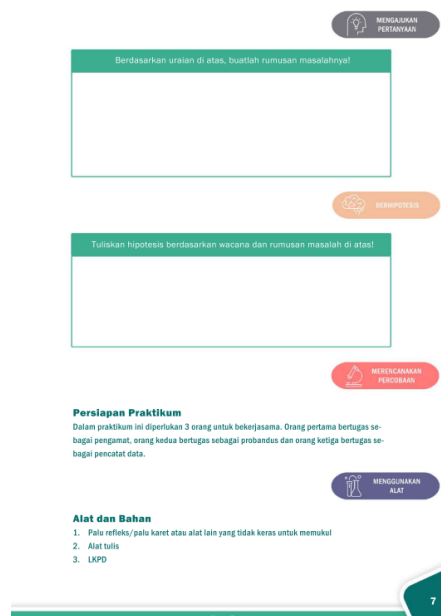 MENGAJUKAN
PERTANYAAN
Berdasarkan uraian di atas, buatlah rumusan masalahnya!
BERHIPOTESIS
Tuliskan hipotesis berdasarkan wacana dan rumusan masalah di atas!
MERENCANAKAN
PERCOBAAN
Persiapan Praktikum
Dalam praktikum ini diperlukan 3 orang untuk bekerjasama. Orang pertama bertugas se-
bagai pengamat, orang kedua bertugas sebagai probandus dan orang ketiga bertugas se-
bagai pencatat data.
MENGGUNAKAN
ALAT
Alat dan Bahan
1. Palu refleks/palu karet atau alat lain yang tidak keras untuk memukul
2. Alat tulis
3. LKPD
7